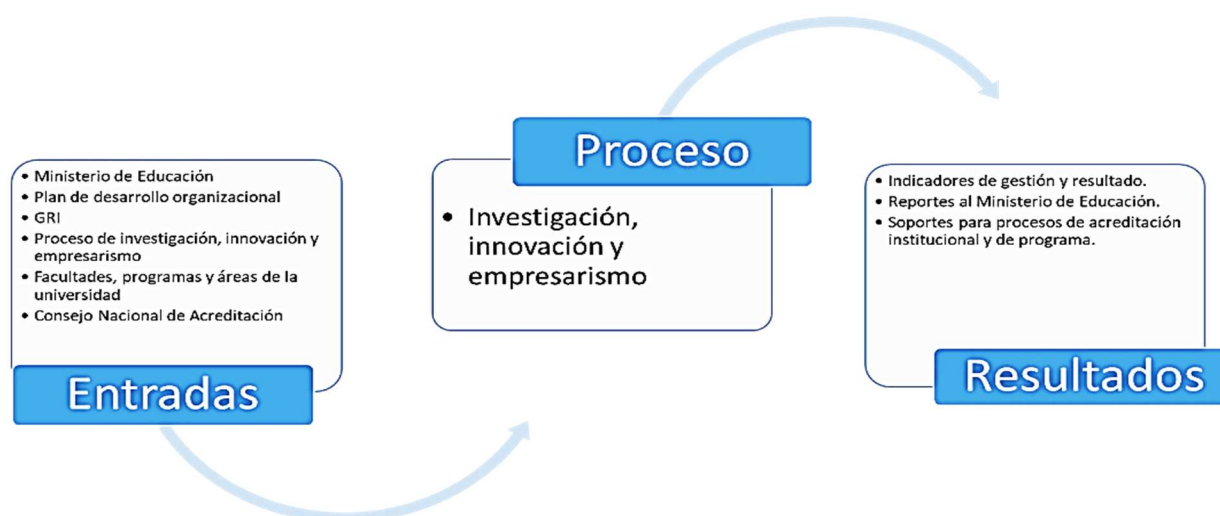 • Ministerio de Educación
• Plan de desarrollo organizacional
• GRI
• Proceso de investigación, innovación y
empresarismo
• Facultades, programas y áreas de la
universidad
• Consejo Nacional de Acreditación
Entradas
Proceso
• Investigación,
innovación y
empresarismo
• Indicadores de gestión y resultado.
• Reportes al Ministerio de Educación.
• Soportes para procesos de acreditación
institucional y de programa.
Resultados